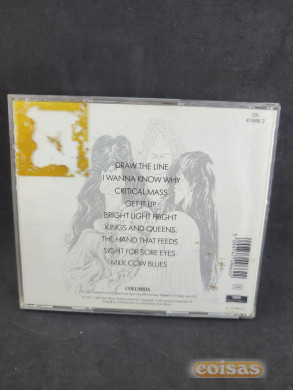 DRAW THE LINE
I WANNA KNOW WHY
CRITICAL MASS
GET IT UP
BRIGHT LIGHT FRIGHT
KINGS AND QUEENS
THE HAND THAT FEEDS
SIGHT FOR SORE EYES
MILK COW BLUES
COLUMBIA
coisas